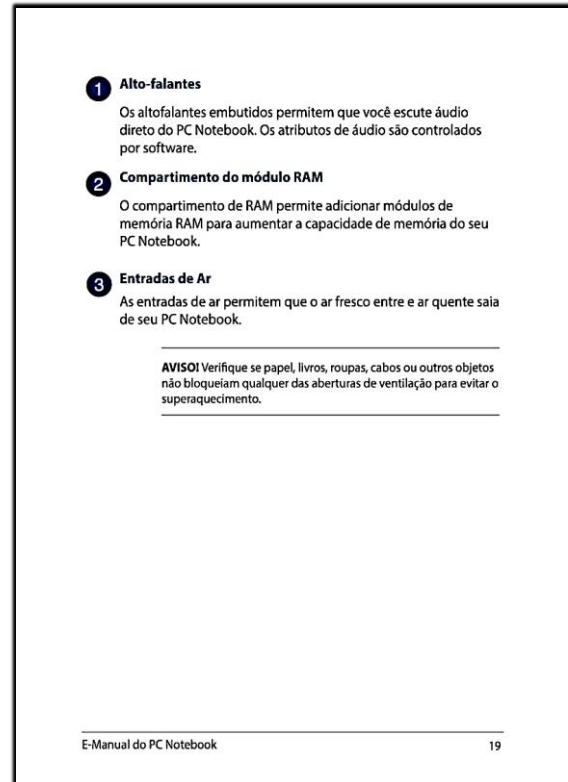 1 Alto-falantes
Os altofalantes embutidos permitem que você escute áudio
direto do PC Notebook. Os atributos de áudio são controlados
por software.
2 Compartimento do módulo RAM
O compartimento de RAM permite adicionar módulos de
memória RAM para aumentar a capacidade de memória do seu
PC Notebook.
3 Entradas de Ar
As entradas de ar permitem que o ar fresco entre e ar quente saia
de seu PC Notebook.
AVISO! Verifique se papel, livros, roupas, cabos ou outros objetos
não bloqueiam qualquer das aberturas de ventilação para evitar o
superaquecimento.
E-Manual do PC Notebook 19